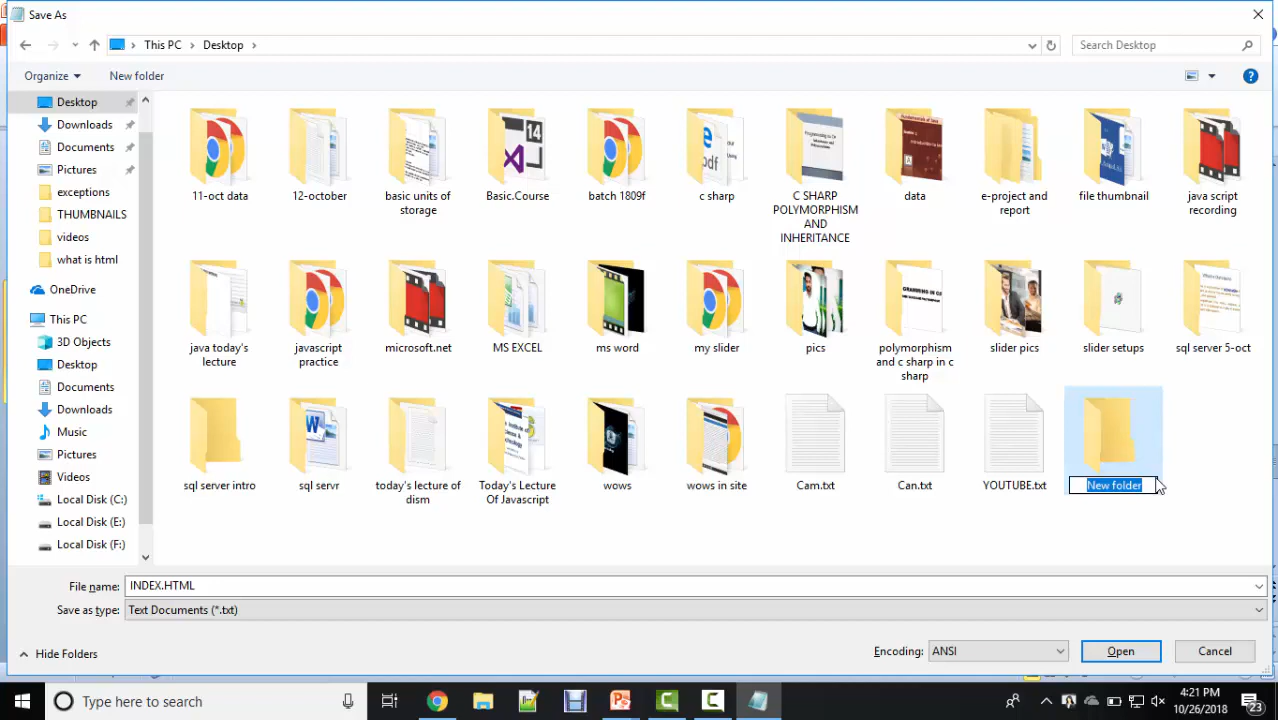 Save As
This PC
Desktop
Search Desktop
Organize
New folder
Desktop
Downloads
Documents
Pictures
exceptions
THUMBNAILS
videos
what is html
OneDrive
This PC
3D Objects
Desktop
Documents
Downloads
Music
Pictures
Videos
Local Disk (C:)
Local Disk (E:)
Local Disk (F:)
11-oct data
12-october
basic units of
storage
14
Basic.Course
batch 1809f
pdf
c sharp
C SHARP
POLYMORPHISM
AND
INHERITANCE
data
e-project and
report
file thumbnail
java script
recording
java today's
lecture
javascript
practice
microsoft.net
MS EXCEL
ms word
my slider
pics
polymorphism
and c sharp in c
sharp
slider pics
slider setups
sql server 5-oct
sql server intro
sql servr
today's lecture of
dism
Today's Lecture
Of Javascript
wows
wows in site
Cam.txt
Can.txt
YOUTUBE.txt
New folder
File name:
INDEX.HTML
Save as type:
Text Documents (*.txt)
Hide Folders
Encoding:
ANSI
Open
Cancel
Type here to search
4:21 PM
10/26/2018
23